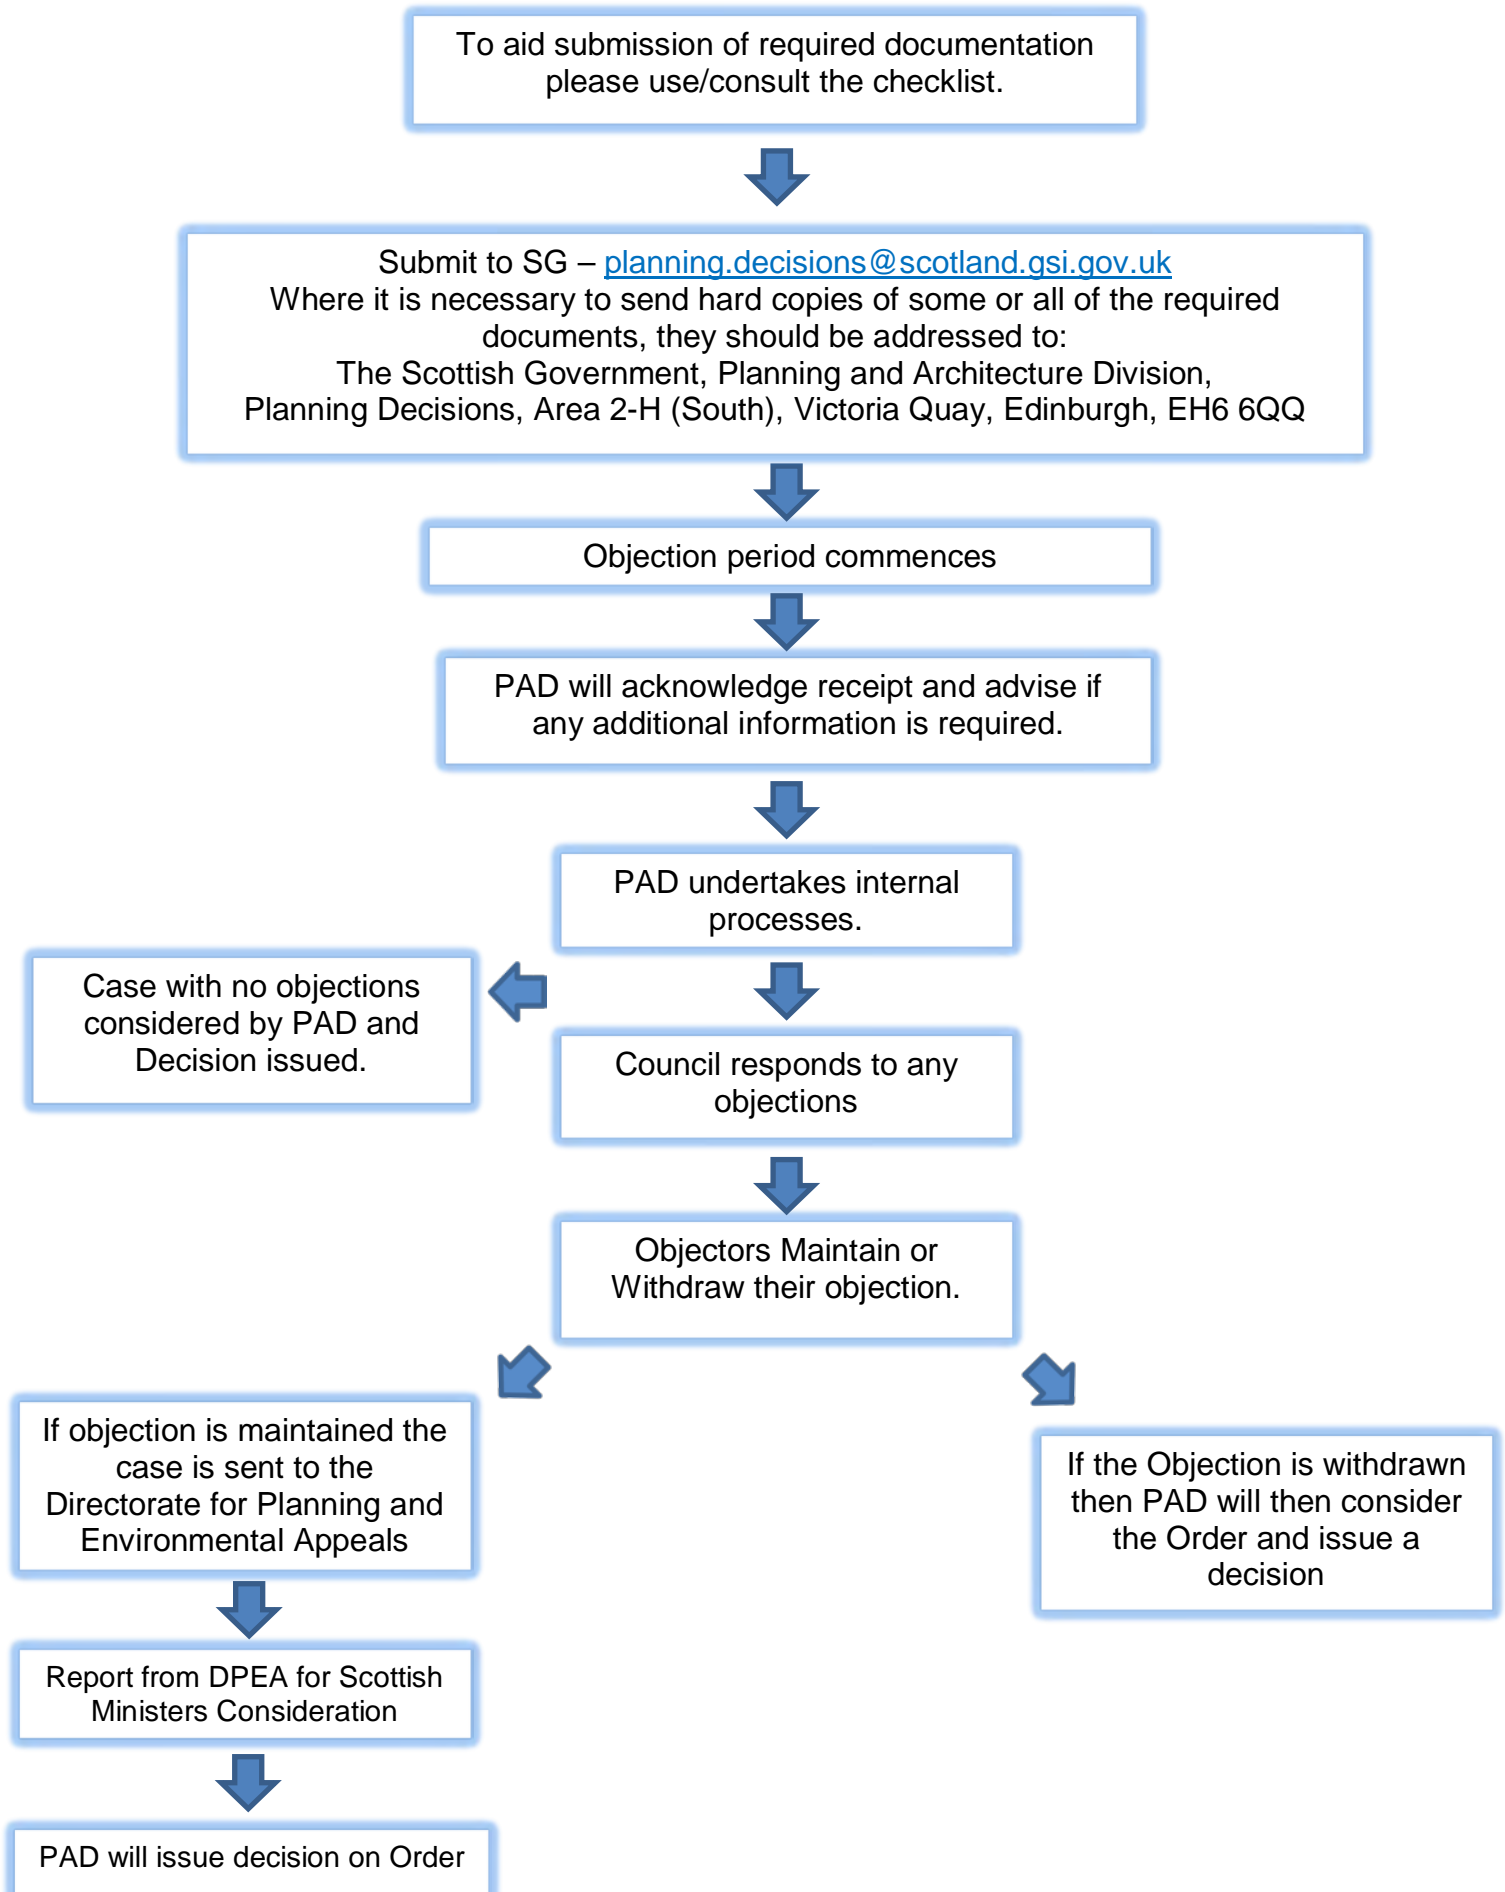 To aid submission of required documentation
please use/consult the checklist.
Submit to SG – planning.decisions@scotland.gsi.gov.uk
Where it is necessary to send hard copies of some or all of the required
documents, they should be addressed to:
The Scottish Government, Planning and Architecture Division,
Planning Decisions, Area 2-H (South), Victoria Quay, Edinburgh, EH6 6QQ
Objection period commences
PAD will acknowledge receipt and advise if
any additional information is required.
PAD undertakes internal
processes.
Case with no objections
considered by PAD and
Decision issued.
Council responds to any
objections
Objectors Maintain or
Withdraw their objection.
If objection is maintained the
case is sent to the
Directorate for Planning and
Environmental Appeals
If the Objection is withdrawn
then PAD will then consider
the Order and issue a
decision
Report from DPEA for Scottish
Ministers Consideration
PAD will issue decision on Order